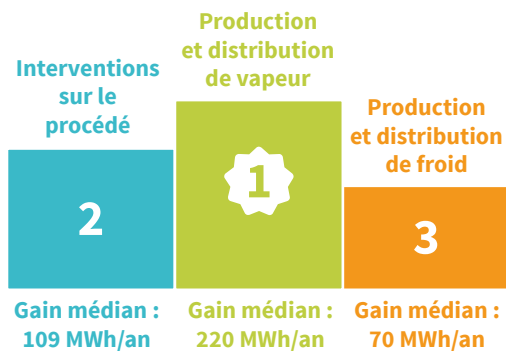 Interventions
sur le
procédé
2
Gain médian :
109 MWh/an
Production
et distribution
de vapeur
1
Gain médian :
220 MWh/an
Production
et distribution
de froid
3
Gain médian :
70 MWh/an